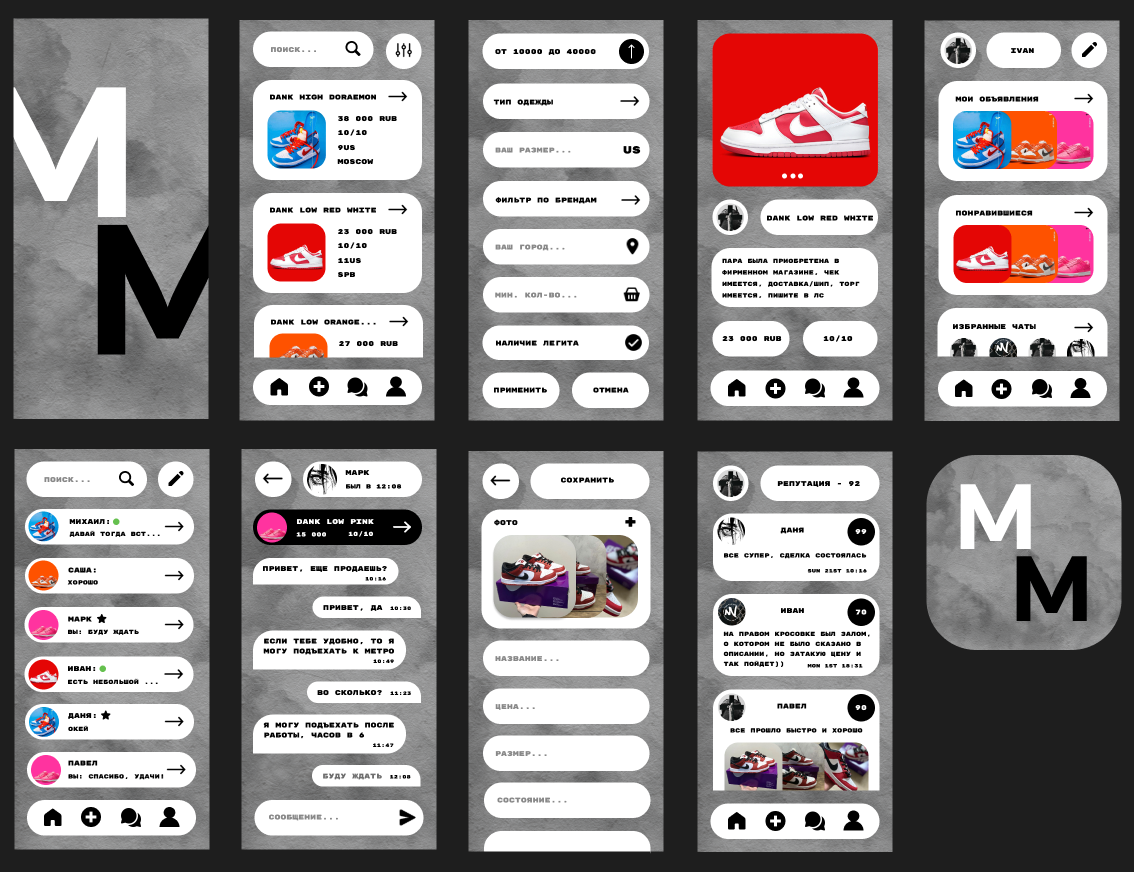 M
M
ПОИСК...
DANK HIGH DORAEMON
38 000 RUB
10/10
9US
MOSCOW
DANK LOW RED WHITE
23 000 RUB
10/10
11US
SPB
DANK LOW ORANGE...
27 000 RUB
ОТ 10000 ДО 40000
ТИП ОДЕЖДЫ
ВАШ РАЗМЕР...
US
ФИЛЬТР ПО БРЕНДАМ
ВАШ ГОРОД...
МИН. КОЛ-ВО...
НАЛИЧИЕ ЛЕГИТА
ПРИМЕНИТЬ
ОТМЕНА
DANK LOW RED WHITE
ПАРА БЫЛА ПРИОБРЕТЕНА В
ФИРМЕННОМ МАГАЗИНЕ, ЧЕК
ИМЕЕТСЯ, ДОСТАВКА/ШИП, ТОРГ
ИМЕЕТСЯ, ПИШИТЕ В ЛС
23 000 RUB
10/10
IVAN
МОИ ОБЪЯВЛЕНИЯ
ПОНРАВИВШИЕСЯ
ИЗБРАННЫЕ ЧАТЫ
ПОИСК...
МИХАИЛ:
ДАВАЙ ТОГДА ВСТ...
САША:
ХОРОШО
МАРК
ВЫ: БУДУ ЖДАТЬ
ИВАН:
ЕСТЬ НЕБОЛЬШОЙ ...
ДАНЯ:
ОКЕЙ
ПАВЕЛ
ВЫ: СПАСИБО, УДАЧИ!
МАРК
БЫЛ В 12:08
DANK LOW PINK
15 000 10/10
ПРИВЕТ, ЕЩЕ ПРОДАЕШЬ?
10:16
ПРИВЕТ, ДА 10:30
ЕСЛИ ТЕБЕ УДОБНО, ТО Я
МОГУ ПОДЪЕХАТЬ К МЕТРО
10:49
ВО СКОЛЬКО? 11:23
Я МОГУ ПОДЪЕХАТЬ ПОСЛЕ
РАБОТЫ, ЧАСОВ В 6
11:47
БУДУ ЖДАТЬ 12:08
СООБЩЕНИЕ...
СОХРАНИТЬ
ФОТО
НАЗВАНИЕ...
ЦЕНА...
РАЗМЕР...
СОСТОЯНИЕ...
РЕПУТАЦИЯ - 92
ДАНЯ
99
ВСЕ СУПЕР, СДЕЛКА СОСТОЯЛАСЬ
SUN 21ST 10:16
ИВАН
70
НА ПРАВОМ КРОСОВКЕ БЫЛ ЗАЛОМ,
О КОТОРОМ НЕ БЫЛО СКАЗАНО В
ОПИСАНИИ, НО ЗАТАКУЮ ЦЕНУ И
ТАК ПОЙДЕТ)) MON 1ST 18:31
ПАВЕЛ
90
ВСЕ ПРОШЛО БЫСТРО И ХОРОШО
M
M